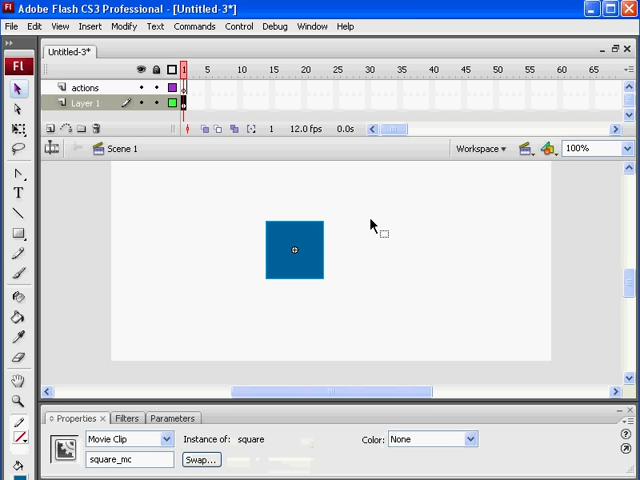 Adobe Flash CS3 Professional - [Untitled-3*]
File Edit View Insert Modify Text Commands Control Debug Window Help
Untitled-3*
Fl
1 5 10 15 20 25 30 35 40 45 50 55 60 65
actions
Layer 1
1 12.0 fps 0.0s
Scene 1 Workspace 100%
T
Properties Filters Parameters
Movie Clip Instance of: square Color: None
square_mc Swap...